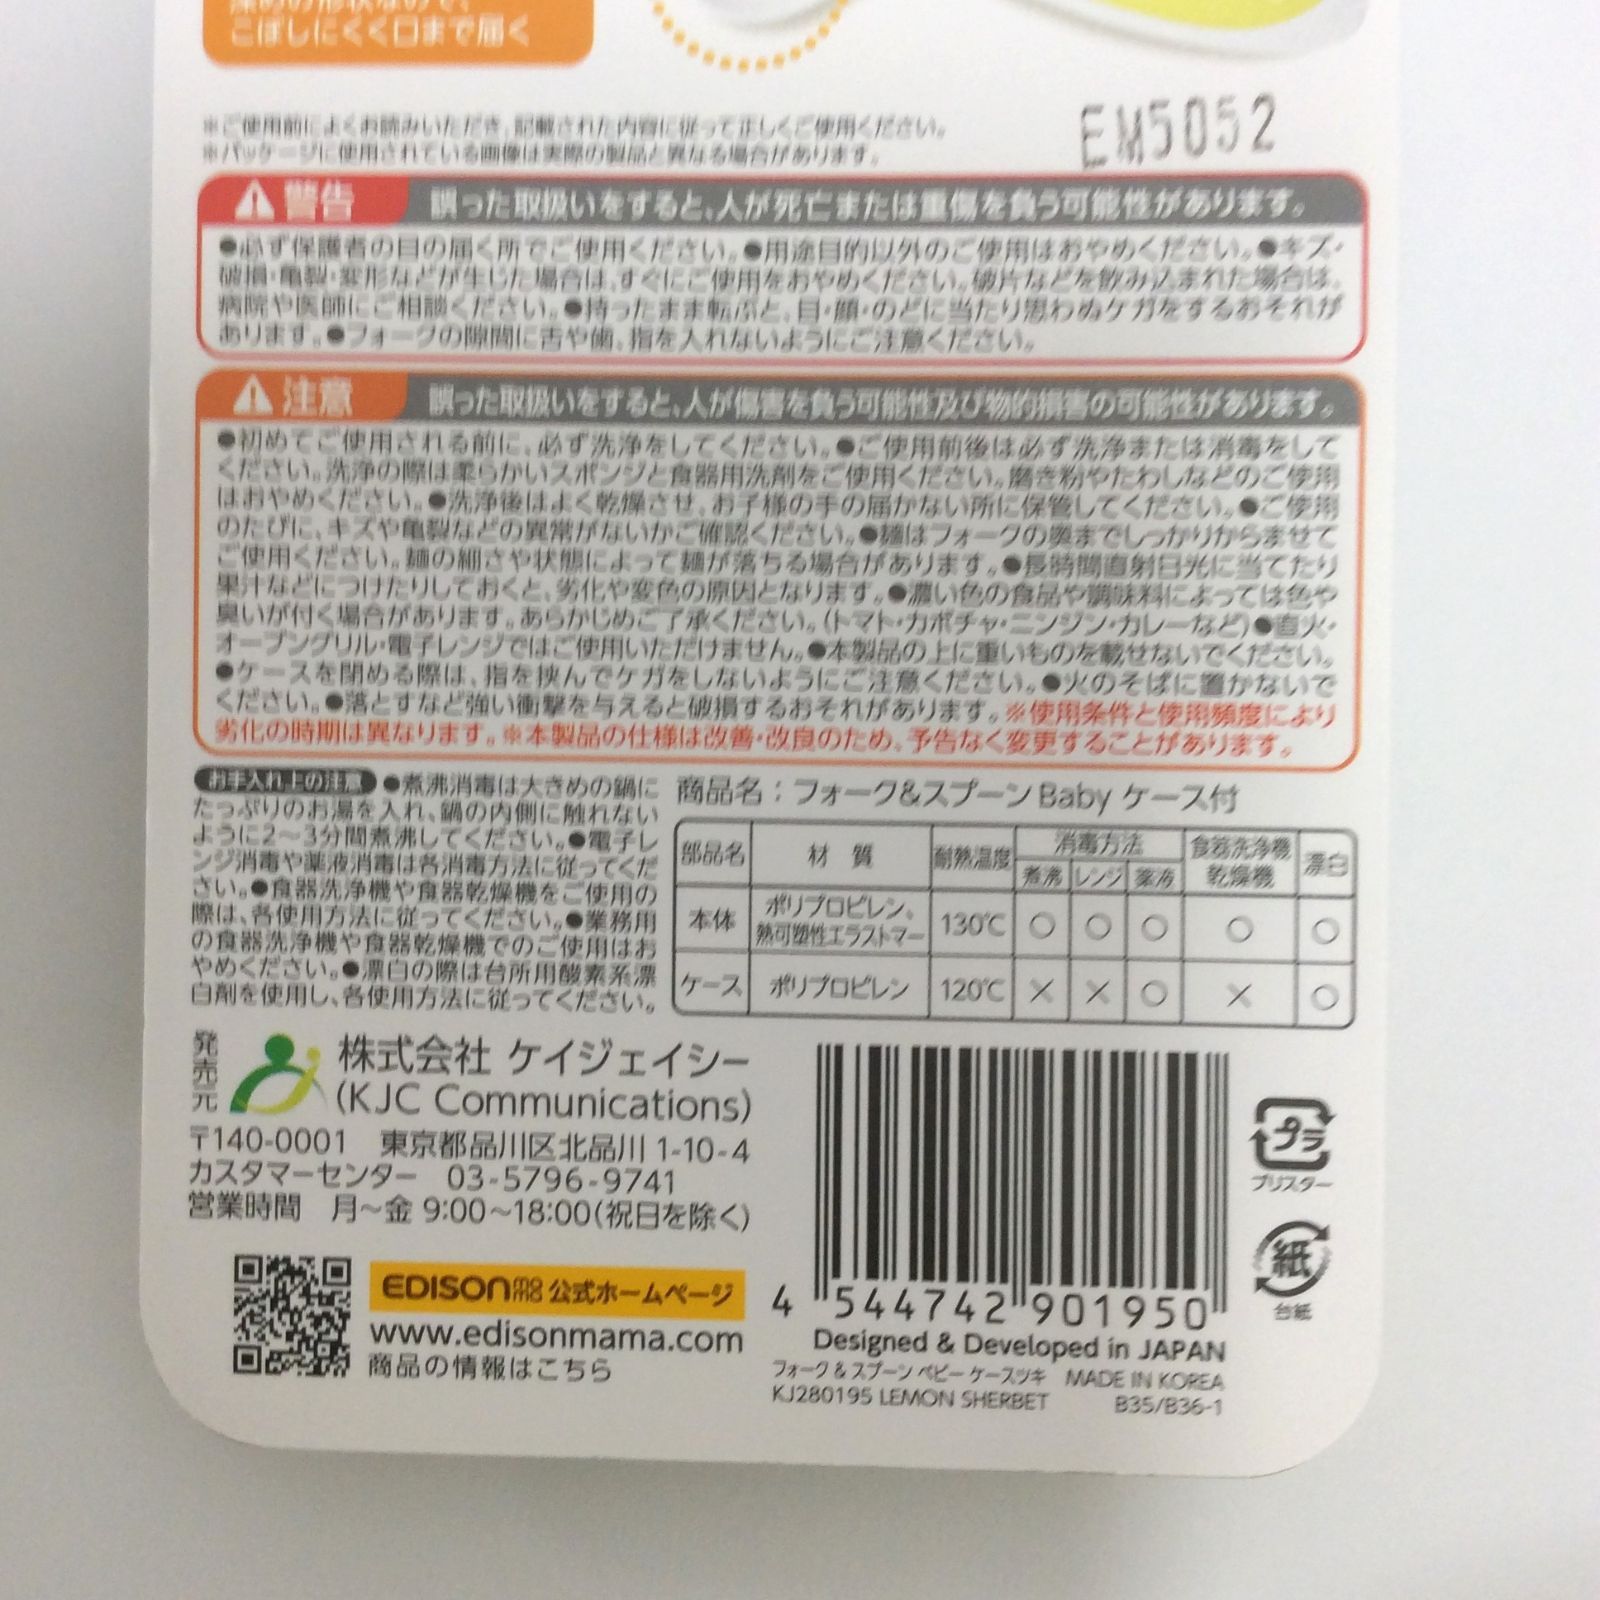 深めの形状なので、
こぼしにくく口まで届く
※ご使用前によくお読みいただき、記載された内容に従って正しくご使用ください。
※パッケージに使用されている画像は実際の製品と異なる場合があります。
EM5052
警告 誤った取扱いをすると、人が死亡または重傷を負う可能性があります。
●必ず保護者の目の届く所でご使用ください。●用途目的以外のご使用はおやめください。●キズ・
破損・亀裂・変形などが生じた場合は、すぐにご使用をおやめください。破片などを飲み込まれた場合は、
病院や医師にご相談ください。●持ったまま転ぶと、目・顔・のどに当たり思わぬケガをするおそれが
あります。●フォークの隙間に舌や歯、指を入れないようにご注意ください。
注意 誤った取扱いをすると、人が傷害を負う可能性及び物的損害の可能性があります。
●初めてご使用される前に、必ず洗浄をしてください。●ご使用前後は必ず洗浄または消毒をして
ください。洗浄の際は柔らかいスポンジと食器用洗剤をご使用ください。磨き粉やたわしなどのご使用
はおやめください。●洗浄後はよく乾燥させ、お子様の手の届かない所に保管してください。●ご使用
のたびに、キズや亀裂などの異常がないかご確認ください。●麺はフォークの奥までしっかりからませて
ご使用ください。麺の細さや状態によって麺が落ちる場合があります。●長時間直射日光に当てたり
果汁などにつけたりしておくと、劣化や変色の原因となります。●濃い色の食品や調味料によっては色や
臭いが付く場合があります。あらかじめご了承ください。(トマト・カボチャ・ニンジン・カレーなど)●直火・
オーブングリル・電子レンジではご使用いただけません。●本製品の上に重いものを載せないでください。
●ケースを閉める際は、指を挟んでケガをしないようにご注意ください。●火のそばに置かないで
ください。●落とすなど強い衝撃を与えると破損するおそれがあります。※使用条件と使用頻度により
劣化の時期は異なります。※本製品の仕様は改善・改良のため、予告なく変更することがあります。
お手入れ上の注意 ●煮沸消毒は大きめの鍋に
たっぷりのお湯を入れ、鍋の内側に触れない
ように2～3分間煮沸してください。●電子レ
ンジ消毒や薬液消毒は各消毒方法に従ってくだ
さい。●食器洗浄機や食器乾燥機をご使用の
際は、各使用方法に従ってください。●業務用
の食器洗浄機や食器乾燥機でのご使用はお
やめください。●漂白の際は台所用酸素系漂
白剤を使用し、各使用方法に従ってください。
商品名：フォーク&スプーンBaby ケース付
部品名 材 質 耐熱温度 消毒方法 食器洗浄機 漂白
煮沸 レンジ 薬液 乾燥機
本体 ポリプロピレン、熱可塑性エラストマー 130℃ ○ ○ ○ ○ ○
ケース ポリプロピレン 120℃ × × ○ × ○
発売元
株式会社 ケイジェイシー
(KJC Communications)
〒140-0001 東京都品川区北品川 1-10-4
カスタマーセンター 03-5796-9741
営業時間 月～金 9:00～18:00(祝日を除く)
EDISONmama 公式ホームページ
www.edisonmama.com
商品の情報はこちら
4 544742 901950
Designed & Developed in JAPAN
フォーク & スプーン ベビー ケースツキ MADE IN KOREA
KJ280195 LEMON SHERBET B35/B36-1
プラ
ブリスター
紙
台紙